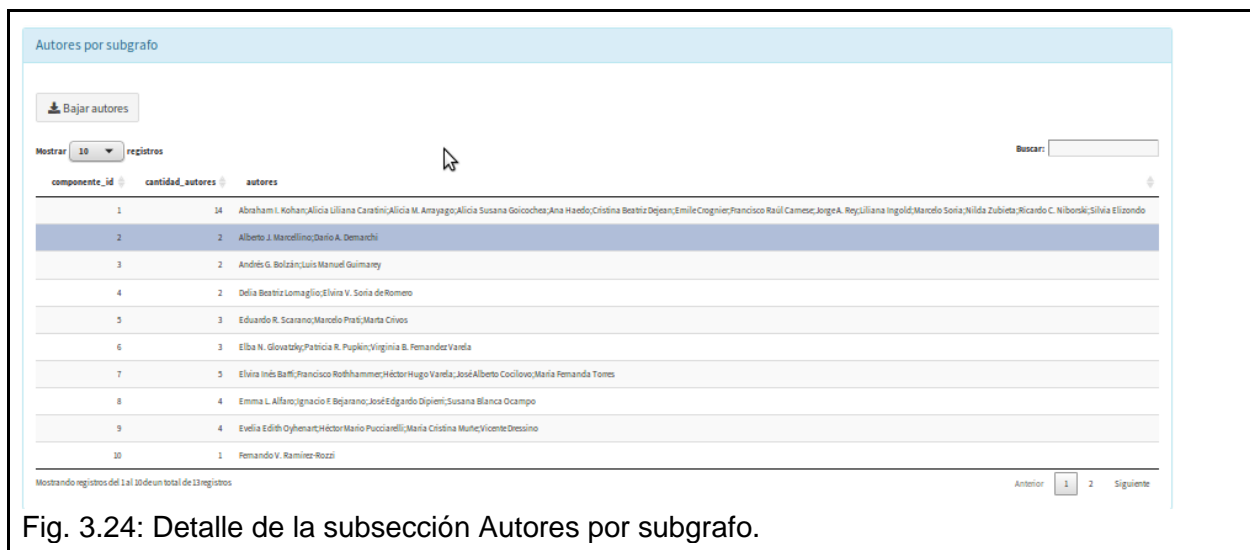 Autores por subgrafo
Bajar autores
Mostrar 10 registros
Buscar:
componente_id cantidad_autores autores
1 14 Abraham I. Kohan;Alicia Liliana Caratini;Alicia M. Arrayago;Alicia Susana Goicochea;Ana Haedo;Cristina Beatriz Dejean;Emile Crognier;Francisco Raúl Carnese;Jorge A. Rey;Liliana Ingold;Marcelo Soria;Nilda Zubieta;Ricardo C. Niborski;Silvia Elizondo
2 2 Alberto J. Marcellino;Darío A. Demarchi
3 2 Andrés G. Bolzán;Luis Manuel Guimarey
4 2 Delia Beatriz Lomaglio;Elvira V. Soria de Romero
5 3 Eduardo R. Scarano;Marcelo Prati;Marta Crivos
6 3 Elba N. Glovatzky;Patricia R. Pupkin;Virginia B. Fernandez Varela
7 5 Elvira Inés Baffi;Francisco Rothhammer;Héctor Hugo Varela;José Alberto Cocilovo;María Fernanda Torres
8 4 Emma L. Alfaro;Ignacio F. Bejarano;José Edgardo Dipierri;Susana Blanca Ocampo
9 4 Evelia Edith Oyhenart;Héctor Mario Pucciarelli;María Cristina Muñe;Vicente Dressino
10 1 Fernando V. Ramírez-Rozzi
Mostrando registros del 1 al 10 de un total de 13 registros
Anterior 1 2 Siguiente
Fig. 3.24: Detalle de la subsección Autores por subgrafo.